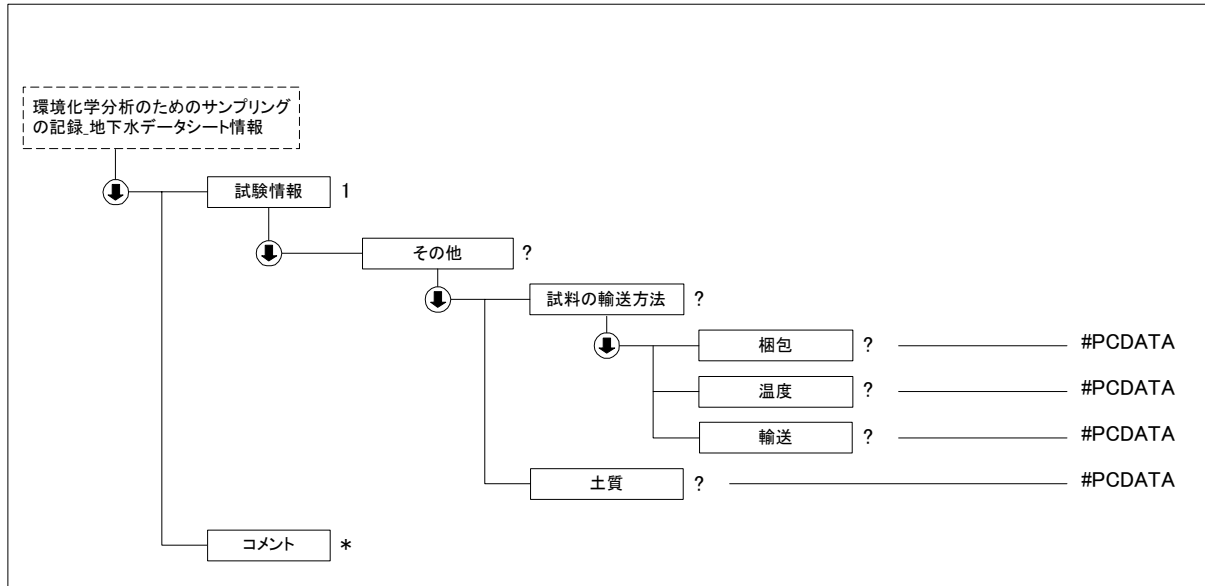 環境化学分析のためのサンプリング
の記録_地下水データシート情報
試験情報 1
その他 ?
試料の輸送方法 ?
梱包 ? #PCDATA
温度 ? #PCDATA
輸送 ? #PCDATA
土質 ? #PCDATA
コメント *